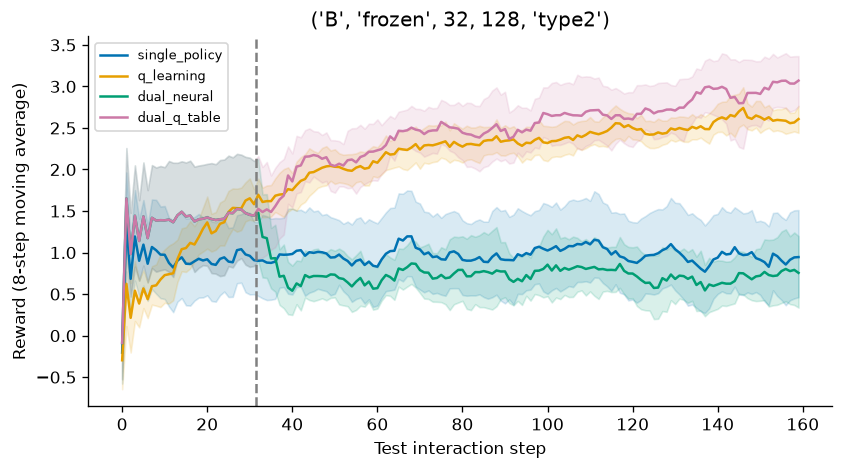 ('B', 'frozen', 32, 128, 'type2')
Reward (8-step moving average)
3.5
3.0
2.5
2.0
1.5
1.0
0.5
0.0
−0.5
single_policy
q_learning
dual_neural
dual_q_table
0 20 40 60 80 100 120 140 160
Test interaction step